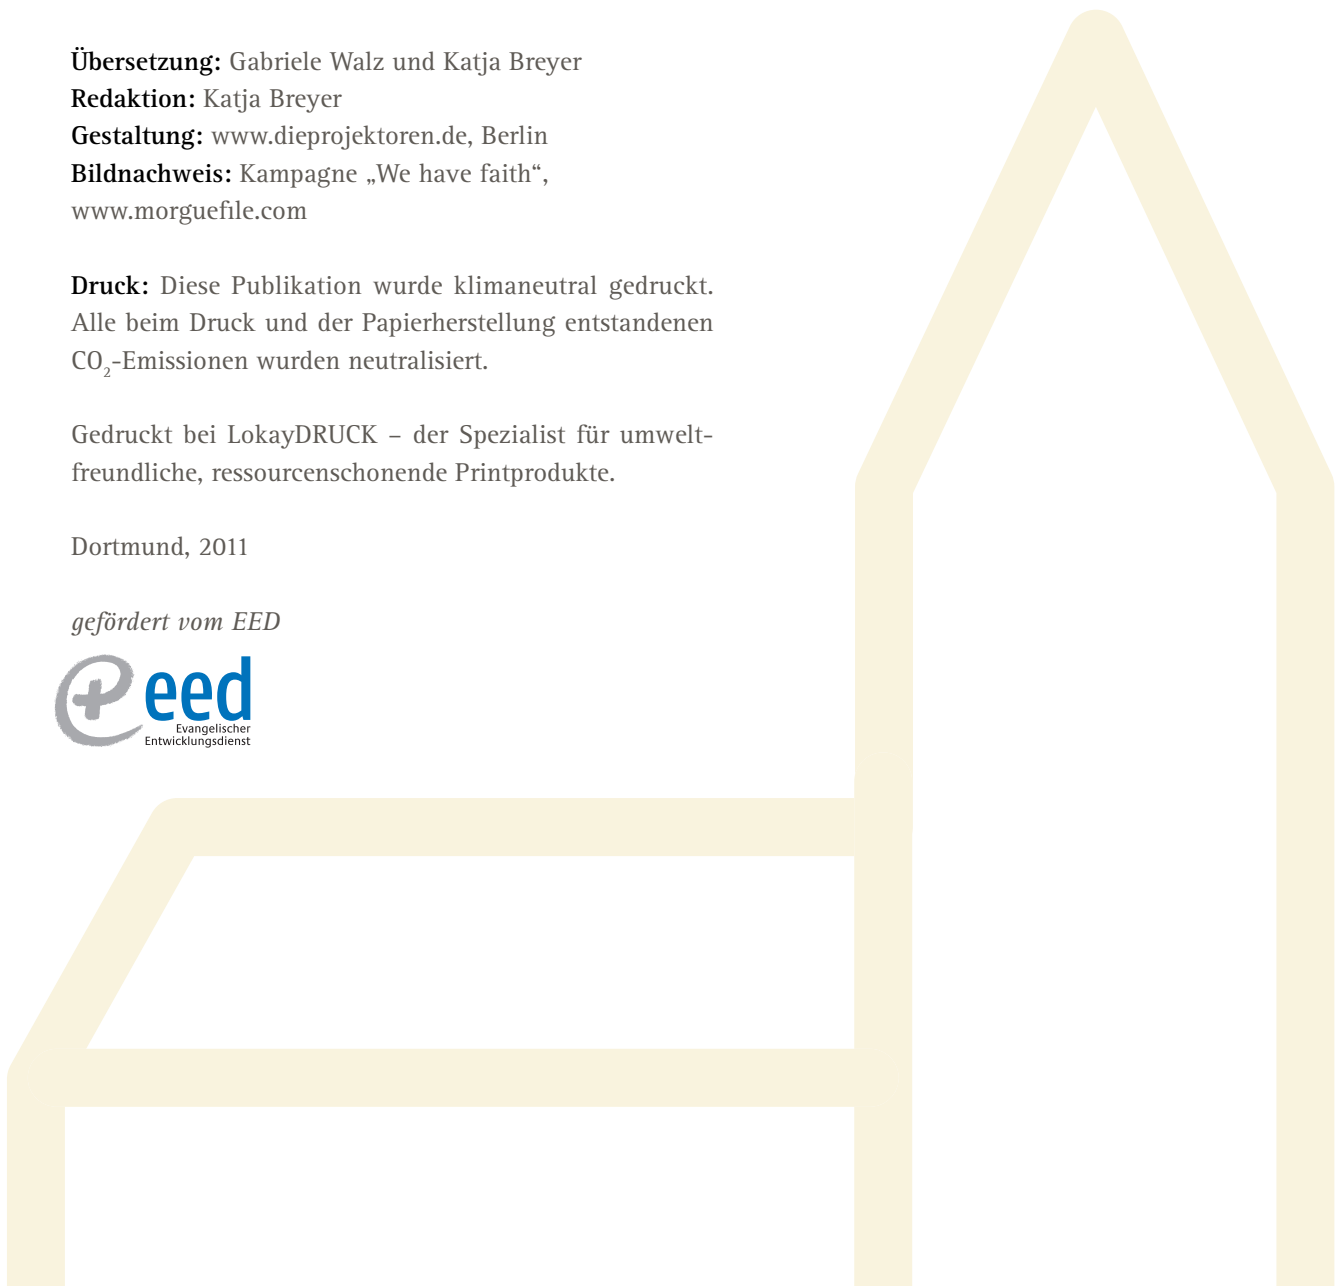 Übersetzung: Gabriele Walz und Katja Breyer
Redaktion: Katja Breyer
Gestaltung: www.dieprojektoren.de, Berlin
Bildnachweis: Kampagne „We have faith“,
www.morguefile.com
Druck: Diese Publikation wurde klimaneutral gedruckt.
Alle beim Druck und der Papierherstellung entstandenen
CO₂-Emissionen wurden neutralisiert.
Gedruckt bei LokayDRUCK – der Spezialist für umwelt-
freundliche, ressourcenschonende Printprodukte.
Dortmund, 2011
gefördert vom EED
eed
Evangelischer
Entwicklungsdienst